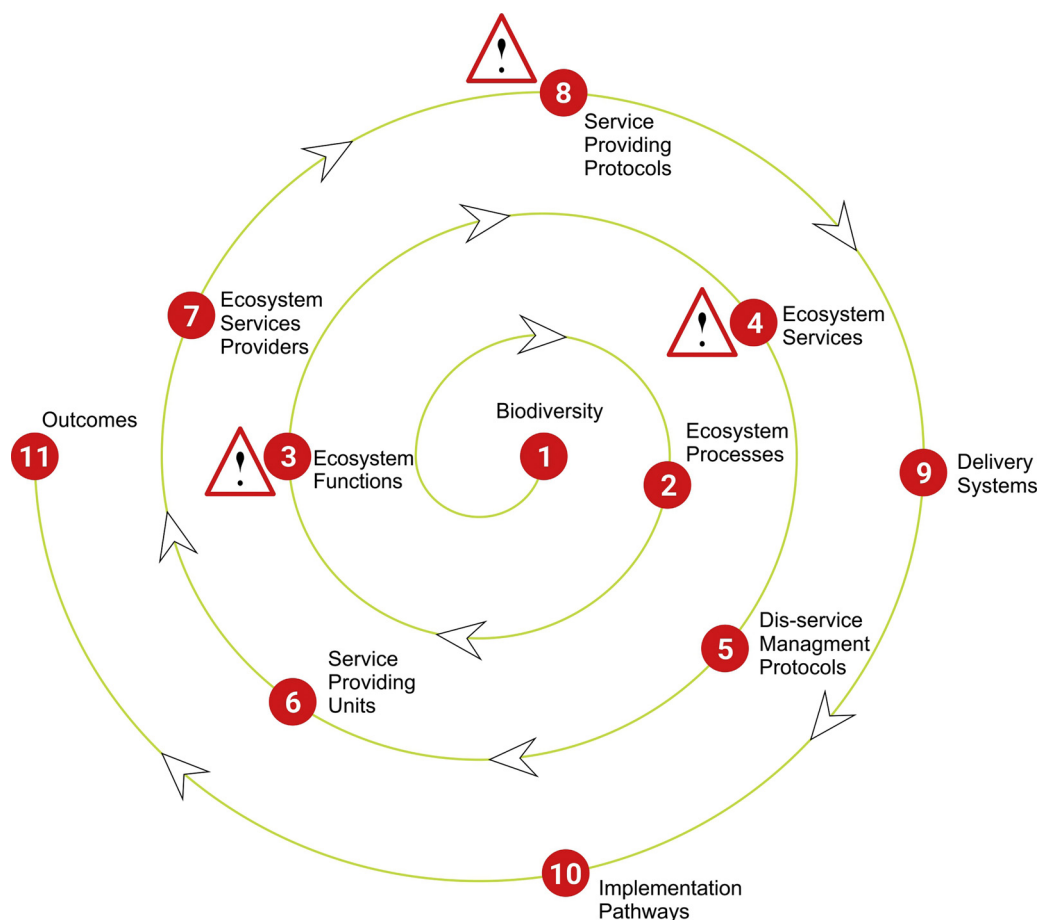 !
8
Service
Providing
Protocols
7
Ecosystem
Services
Providers
!
4
Ecosystem
Services
Outcomes
11
!
3
Ecosystem
Functions
Biodiversity
1
Ecosystem
Processes
2
9
Delivery
Systems
5
Dis-service
Managment
Protocols
6
Service
Providing
Units
10
Implementation
Pathways